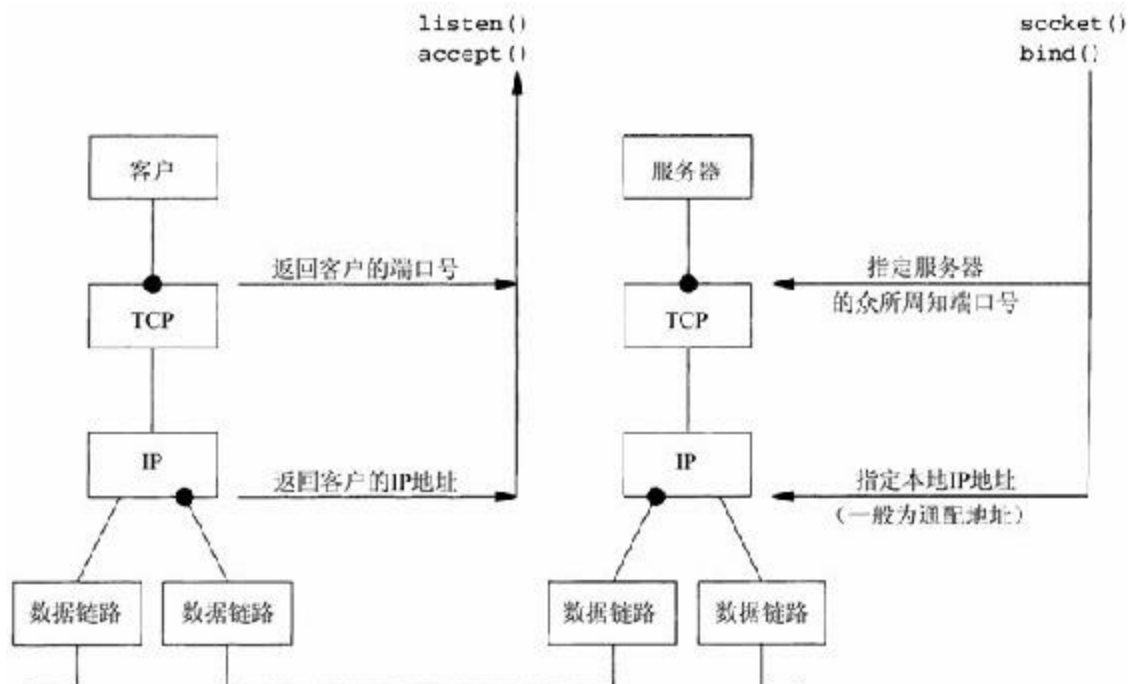 listen()
accept()
socket()
bind()
客户
服务器
返回客户的端口号
指定服务器
的众所周知端口号
TCP
TCP
IP
IP
返回客户的IP地址
指定本地IP地址
(一般为通配地址)
数据链路
数据链路
数据链路
数据链路